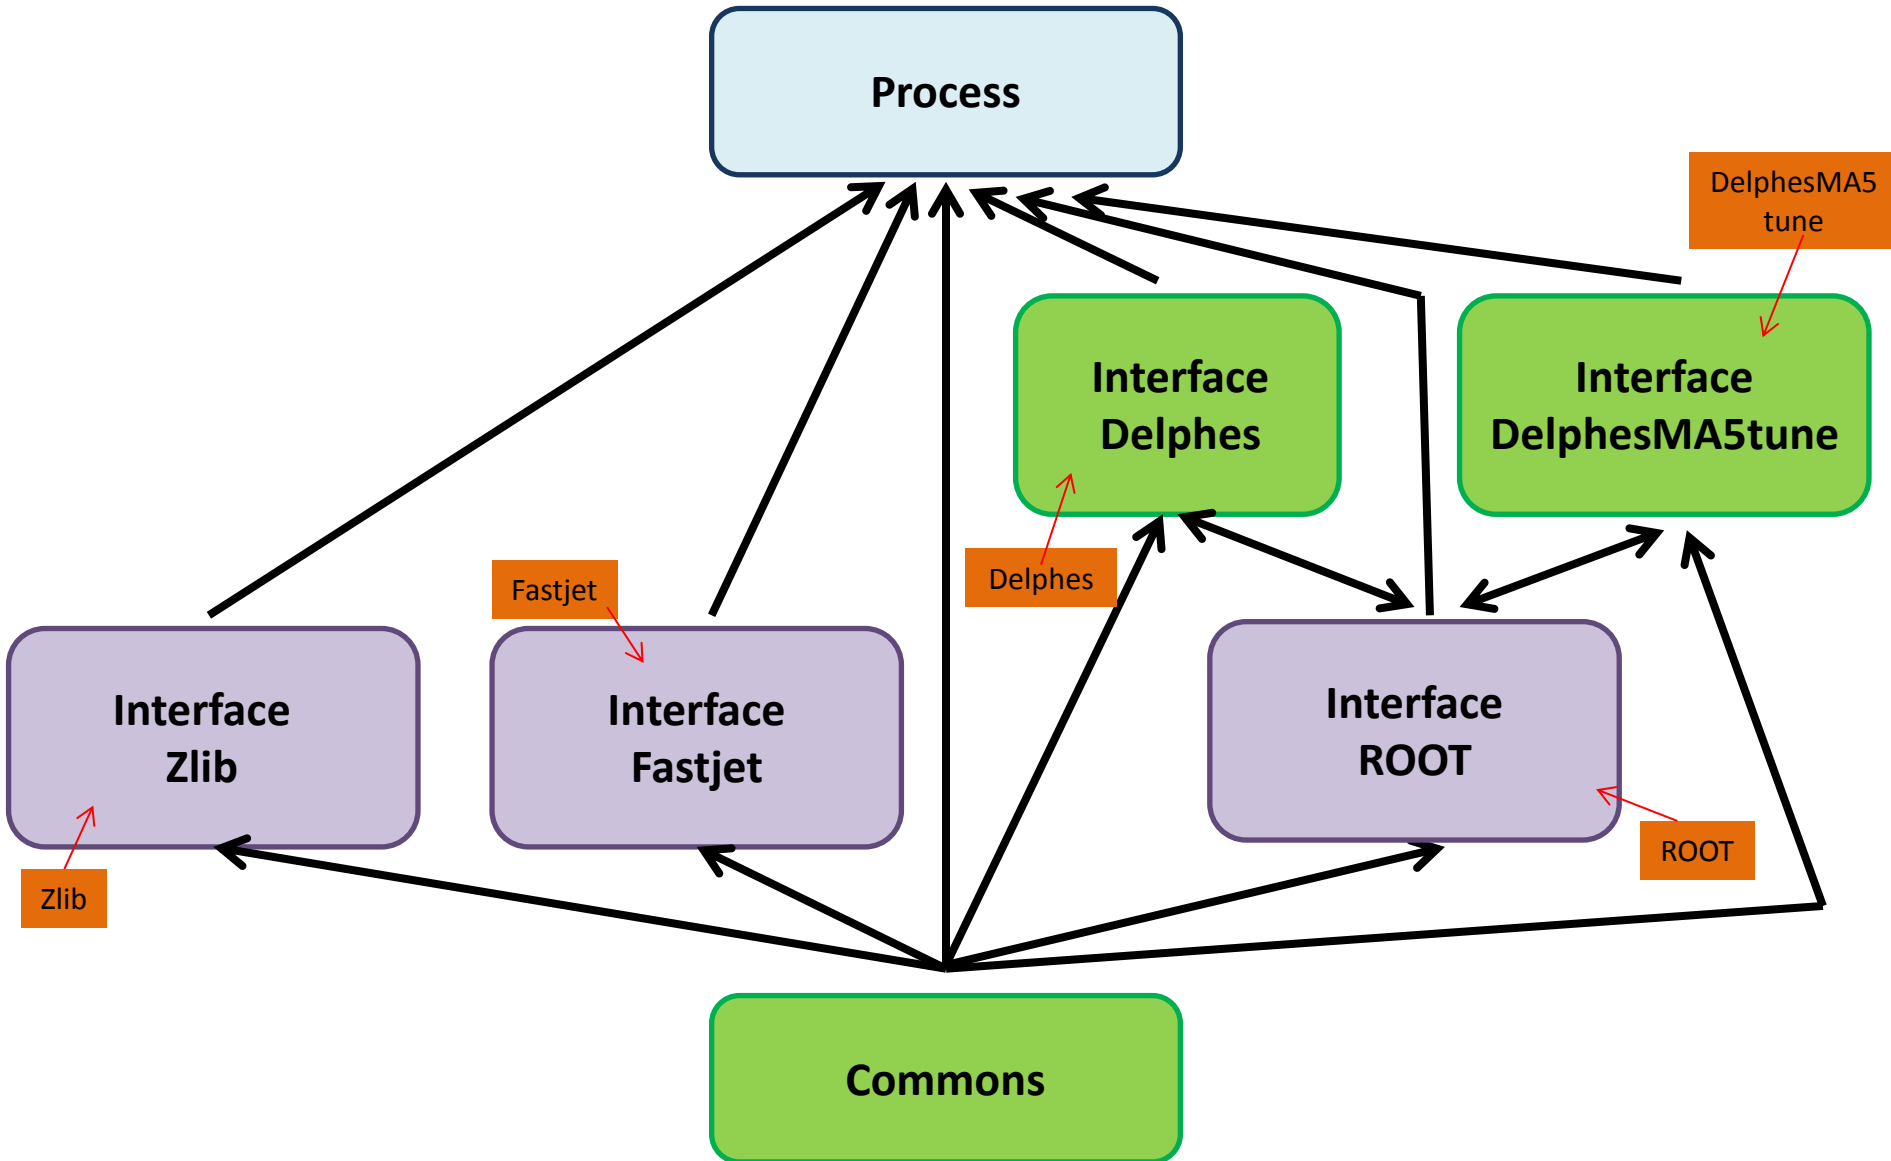 Process
DelphesMA5
tune
Interface
Delphes
Interface
DelphesMA5tune
Fastjet
Delphes
Interface
Zlib
Interface
Fastjet
Interface
ROOT
Zlib
ROOT
Commons